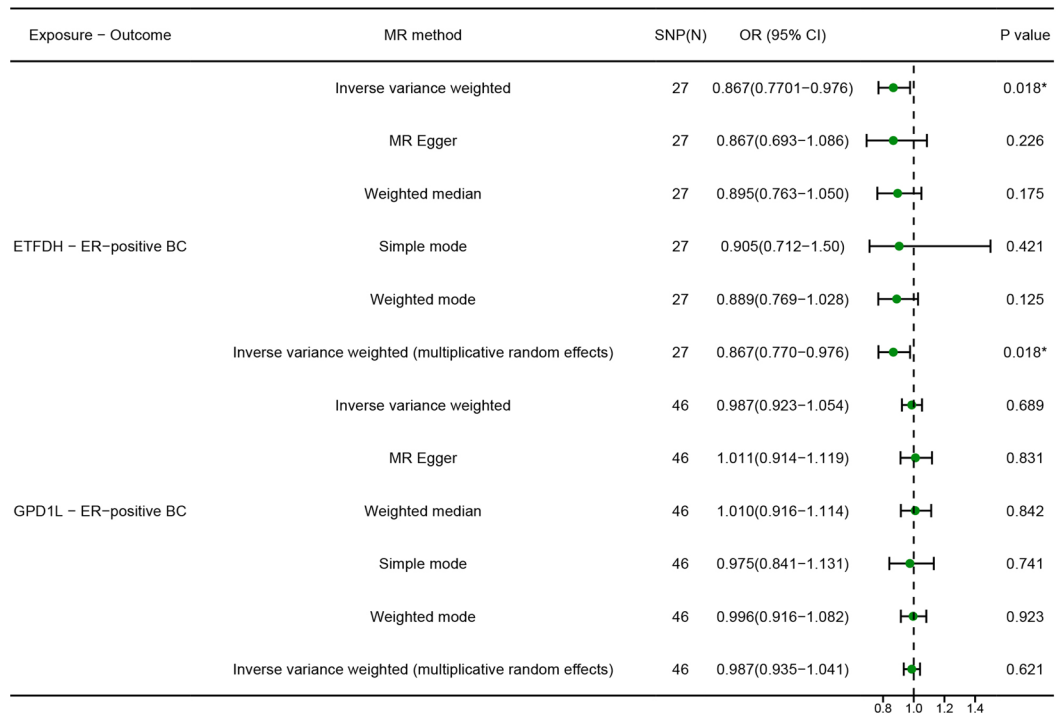 Exposure − Outcome MR method SNP(N) OR (95% CI) P value
Inverse variance weighted 27 0.867(0.7701−0.976) 0.018*
MR Egger 27 0.867(0.693−1.086) 0.226
Weighted median 27 0.895(0.763−1.050) 0.175
ETFDH − ER−positive BC Simple mode 27 0.905(0.712−1.50) 0.421
Weighted mode 27 0.889(0.769−1.028) 0.125
Inverse variance weighted (multiplicative random effects) 27 0.867(0.770−0.976) 0.018*
Inverse variance weighted 46 0.987(0.923−1.054) 0.689
MR Egger 46 1.011(0.914−1.119) 0.831
GPD1L − ER−positive BC Weighted median 46 1.010(0.916−1.114) 0.842
Simple mode 46 0.975(0.841−1.131) 0.741
Weighted mode 46 0.996(0.916−1.082) 0.923
Inverse variance weighted (multiplicative random effects) 46 0.987(0.935−1.041) 0.621
0.8 1.0 1.2 1.4